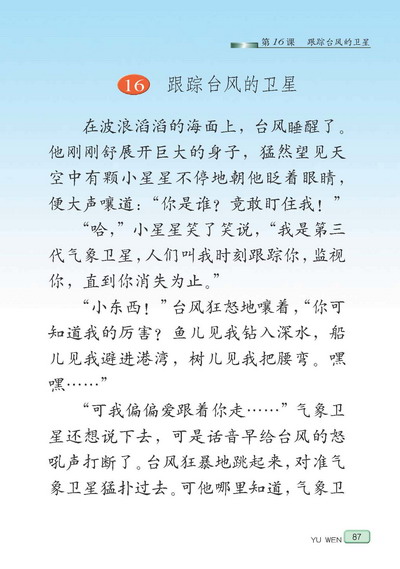 第16课 跟踪台风的卫星
16 跟踪台风的卫星
在波浪滔滔的海面上，台风睡醒了。
他刚刚舒展开巨大的身子，猛然望见天
空中有颗小星星不停地朝他眨着眼睛，
便大声嚷道：“你是谁？竟敢盯住我！”
“哈，”小星星笑了笑说，“我是第三
代气象卫星，人们叫我时刻跟踪你，监视
你，直到你消失为止。”
“小东西！”台风狂怒地嚷着，“你可
知道我的厉害？鱼儿见我钻入深水，船
儿见我避进港湾，树儿见我把腰弯。嘿
嘿……”
“可我偏偏爱跟着你走……”气象卫
星还想说下去，可是话音早给台风的怒
吼声打断了。台风狂暴地跳起来，对准气
象卫星猛扑过去。可他哪里知道，气象卫
YU WEN 87